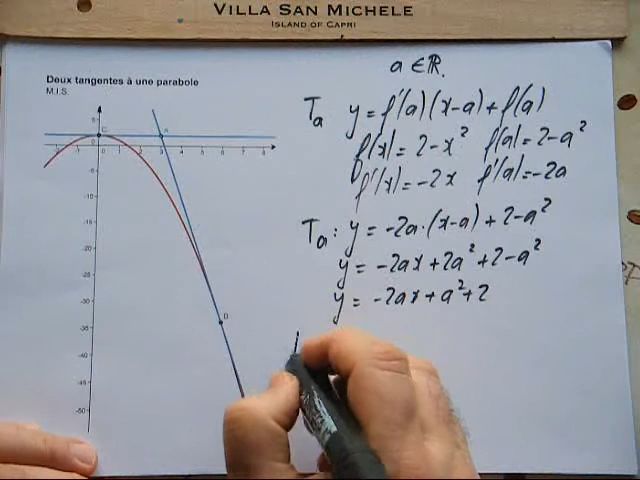 VILLA SAN MICHELE
ISLAND OF CAPRI
Deux tangentes à une parabole
M.I.S.
a ∈ ℝ.
Ta y = f'(a)(x-a) + f(a)
f(x) = 2-x² f(a) = 2-a²
f'(x) = -2x f'(a) = -2a
Ta: y = -2a·(x-a) + 2-a²
y = -2ax + 2a² + 2-a²
y = -2ax + a² + 2